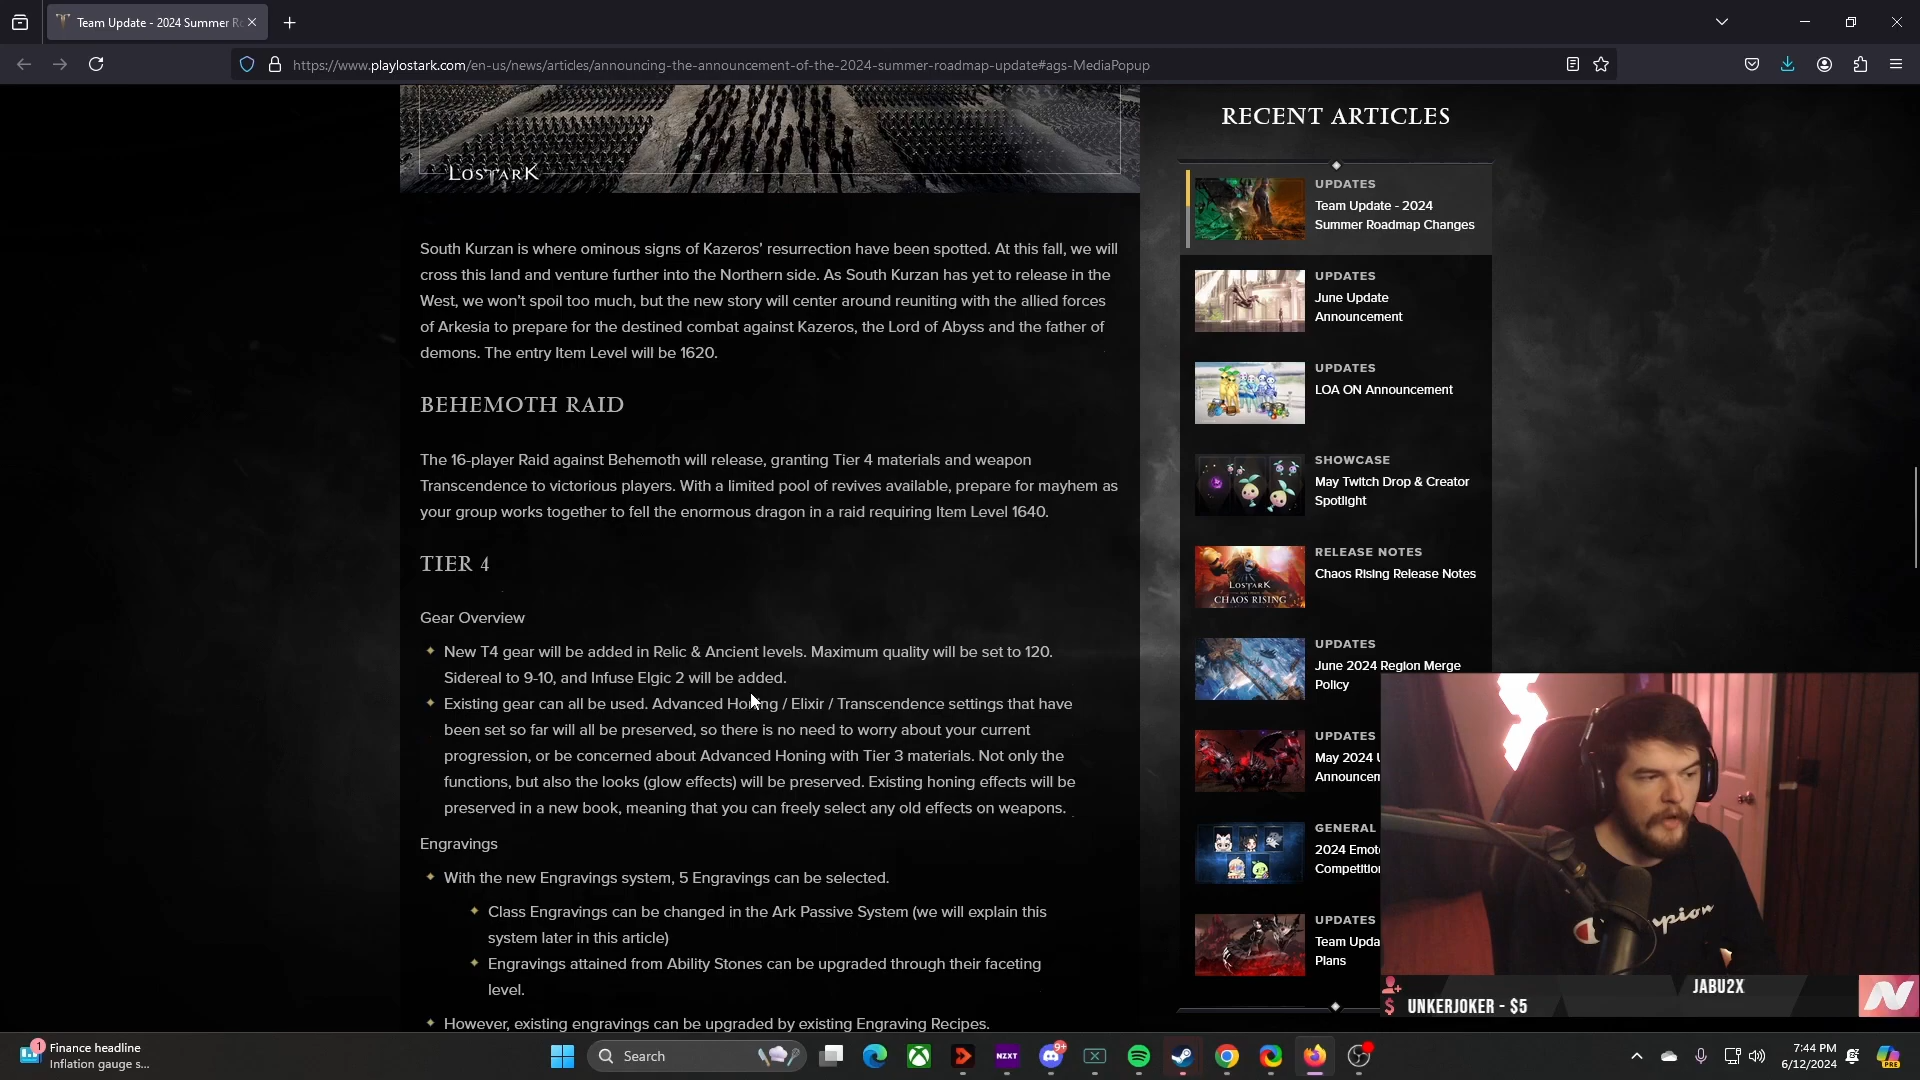 Team Update - 2024 Summer Ro
https://www.playlostark.com/en-us/news/articles/announcing-the-announcement-of-the-2024-summer-roadmap-update#ags-MediaPopup
LOSTARK
South Kurzan is where ominous signs of Kazeros' resurrection have been spotted. At this fall, we will
cross this land and venture further into the Northern side. As South Kurzan has yet to release in the
West, we won't spoil too much, but the new story will center around reuniting with the allied forces
of Arkesia to prepare for the destined combat against Kazeros, the Lord of Abyss and the father of
demons. The entry Item Level will be 1620.
BEHEMOTH RAID
The 16-player Raid against Behemoth will release, granting Tier 4 materials and weapon
Transcendence to victorious players. With a limited pool of revives available, prepare for mayhem as
your group works together to fell the enormous dragon in a raid requiring Item Level 1640.
TIER 4
Gear Overview
New T4 gear will be added in Relic & Ancient levels. Maximum quality will be set to 120.
Sidereal to 9-10, and Infuse Elgic 2 will be added.
Existing gear can all be used. Advanced Honing / Elixir / Transcendence settings that have
been set so far will all be preserved, so there is no need to worry about your current
progression, or be concerned about Advanced Honing with Tier 3 materials. Not only the
functions, but also the looks (glow effects) will be preserved. Existing honing effects will be
preserved in a new book, meaning that you can freely select any old effects on weapons.
Engravings
With the new Engravings system, 5 Engravings can be selected.
Class Engravings can be changed in the Ark Passive System (we will explain this
system later in this article)
Engravings attained from Ability Stones can be upgraded through their faceting
level.
However, existing engravings can be upgraded by existing Engraving Recipes.
RECENT ARTICLES
UPDATES
Team Update - 2024
Summer Roadmap Changes
UPDATES
June Update
Announcement
UPDATES
LOA ON Announcement
SHOWCASE
May Twitch Drop & Creator
Spotlight
RELEASE NOTES
Chaos Rising Release Notes
LOSTARK
CHAOS RISING
UPDATES
June 2024 Region Merge
Policy
UPDATES
May 2024 U
Announcem
GENERAL
2024 Emot
Competitio
UPDATES
Team Upda
Plans
Champion
JABU2X
$ UNKERJOKER - $5
1
Finance headline
Inflation gauge s...
Search
NZXT
9+
7:44 PM
6/12/2024
PRE